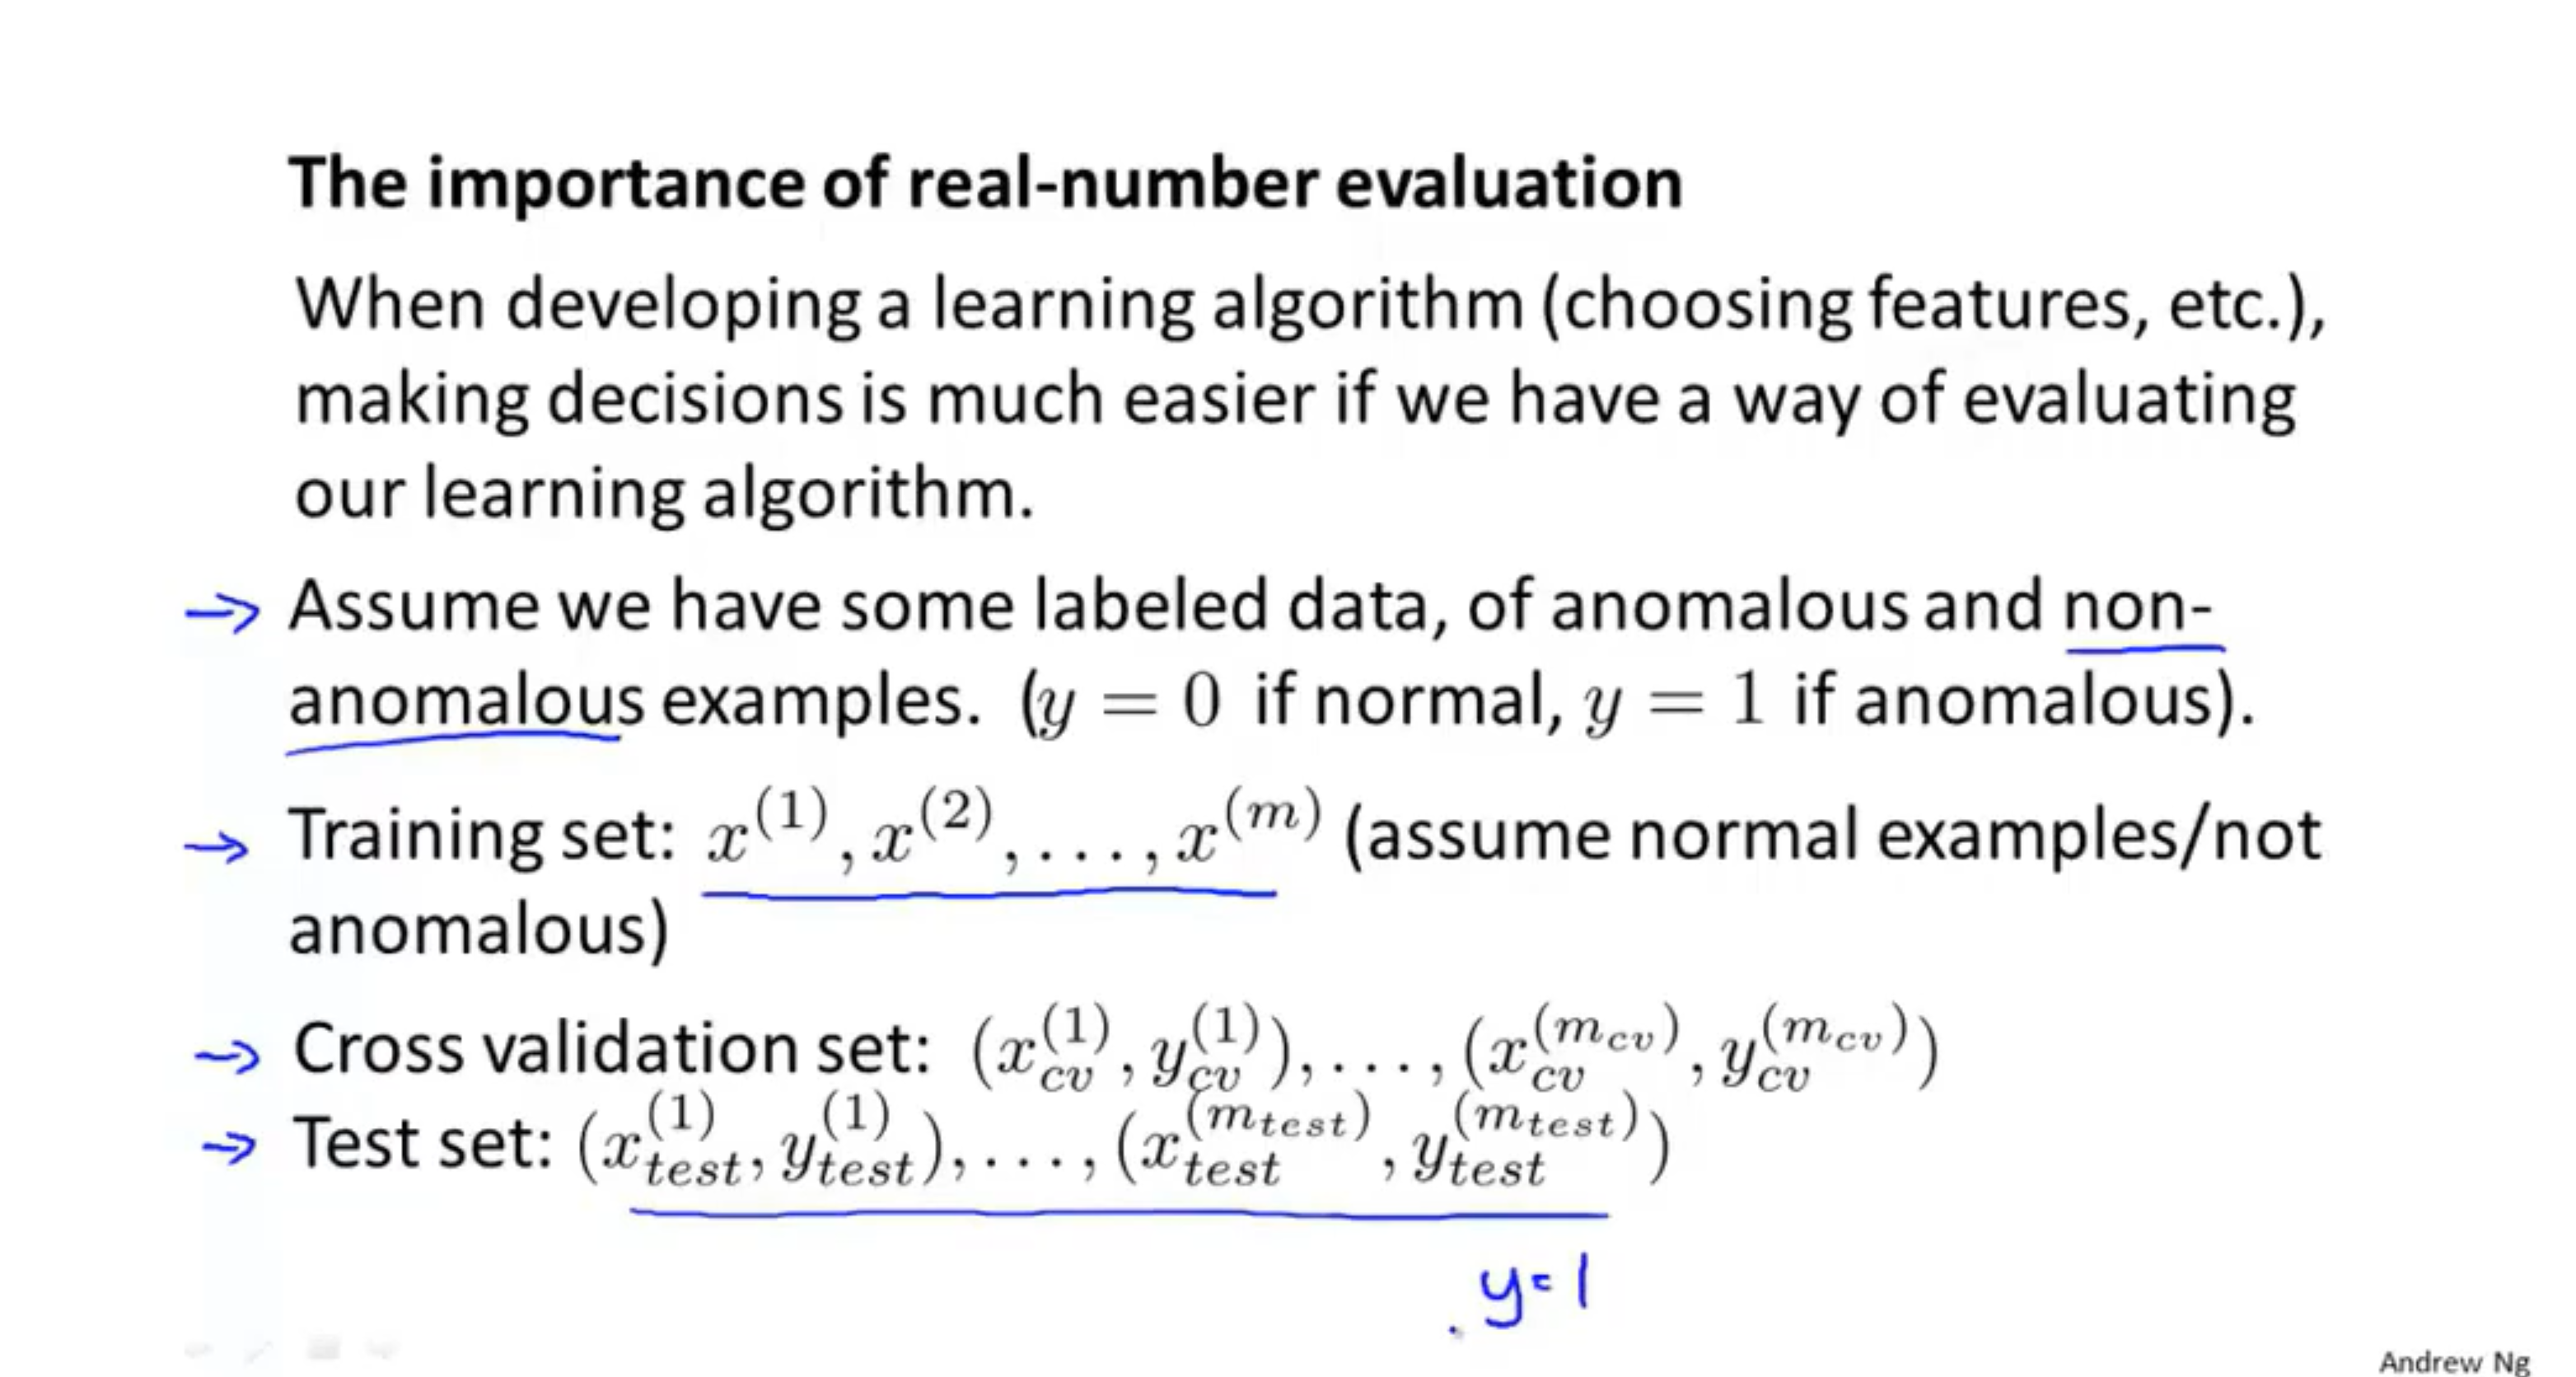 The importance of real-number evaluation
When developing a learning algorithm (choosing features, etc.),
making decisions is much easier if we have a way of evaluating
our learning algorithm.
→ Assume we have some labeled data, of anomalous and non-
anomalous examples. (y = 0 if normal, y = 1 if anomalous).
→ Training set: x^{(1)}, x^{(2)}, . . . , x^{(m)} (assume normal examples/not
anomalous)
→ Cross validation set: (x_{cv}^{(1)}, y_{cv}^{(1)}), . . . , (x_{cv}^{(m_{cv})}, y_{cv}^{(m_{cv})})
→ Test set: (x_{test}^{(1)}, y_{test}^{(1)}), . . . , (x_{test}^{(m_{test})}, y_{test}^{(m_{test})})
y=1
Andrew Ng